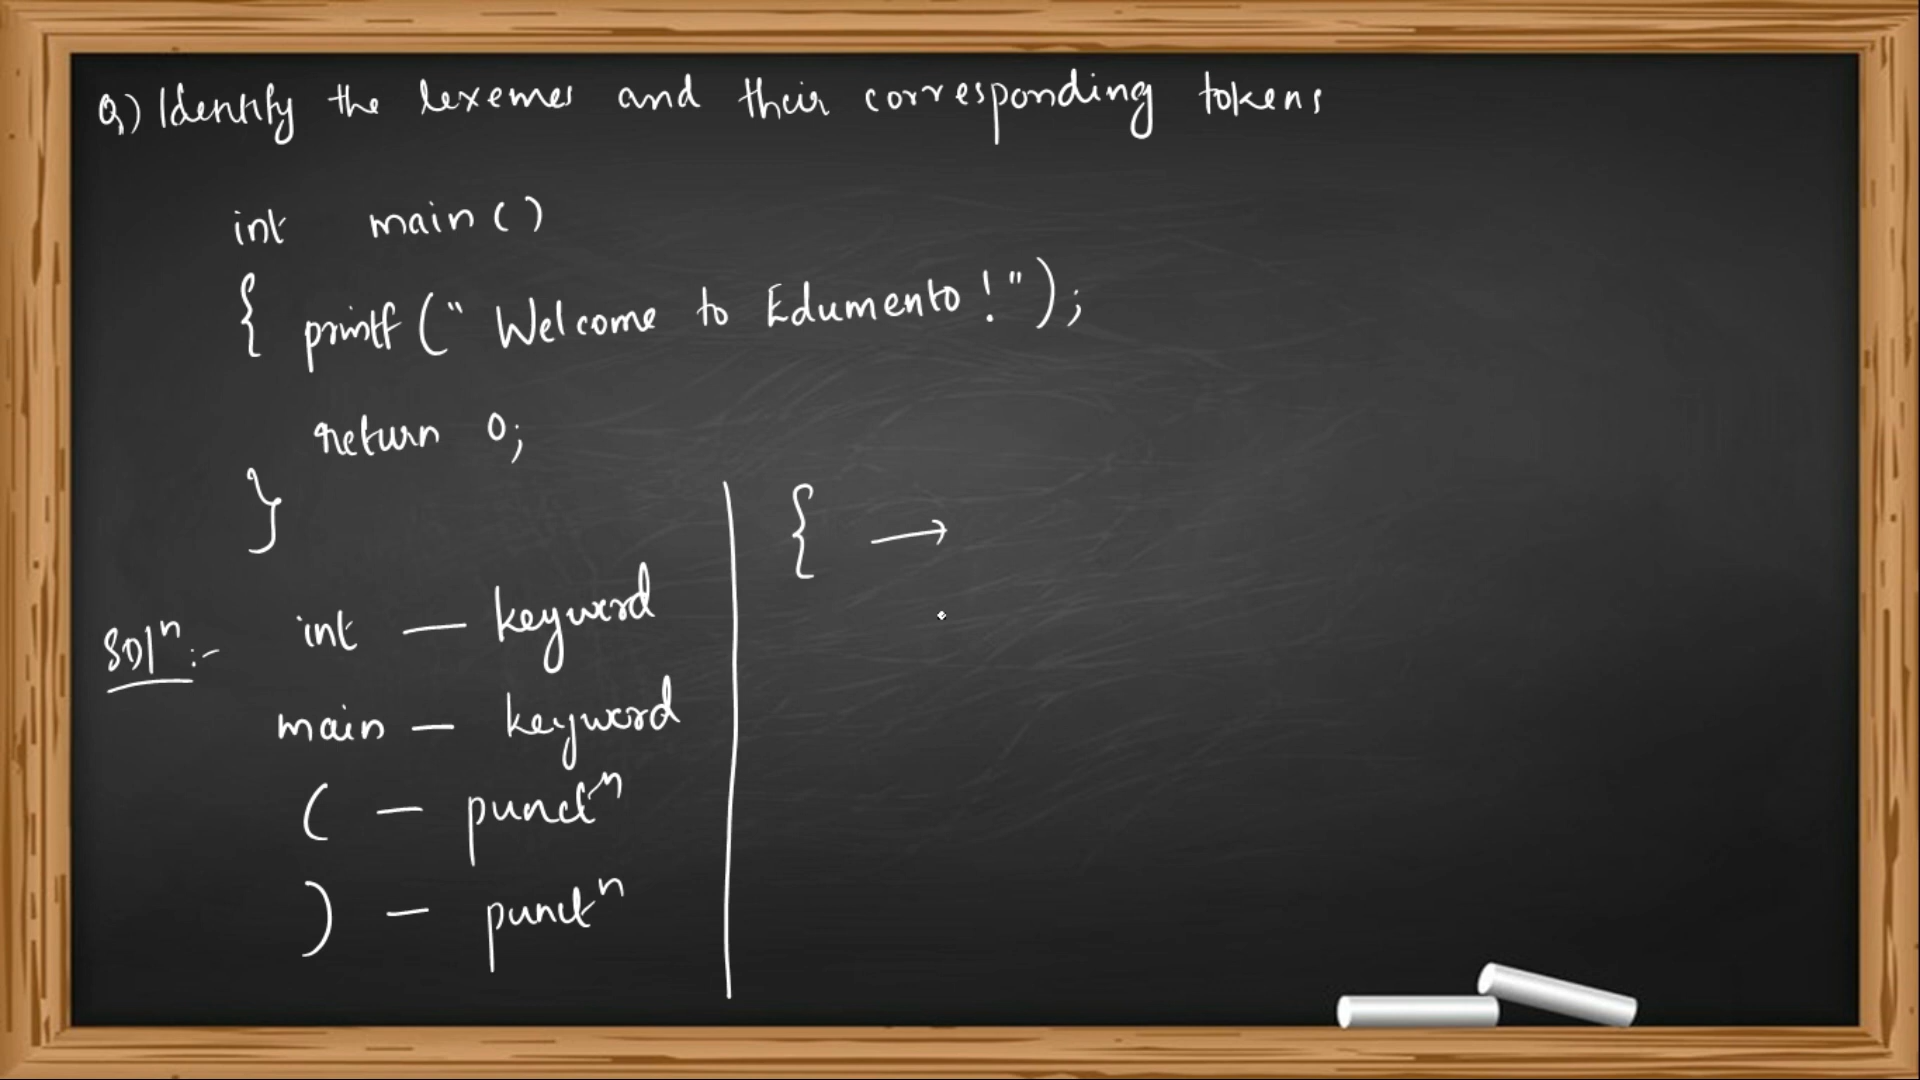 Q) Identify the lexemes and their corresponding tokens
int main ( )
{ printf ( " Welcome to Edumento ! " ) ;
return 0 ;
}
Solⁿ :-
int — keyword
main — keyword
( — punctⁿ
) — punctⁿ
{ →